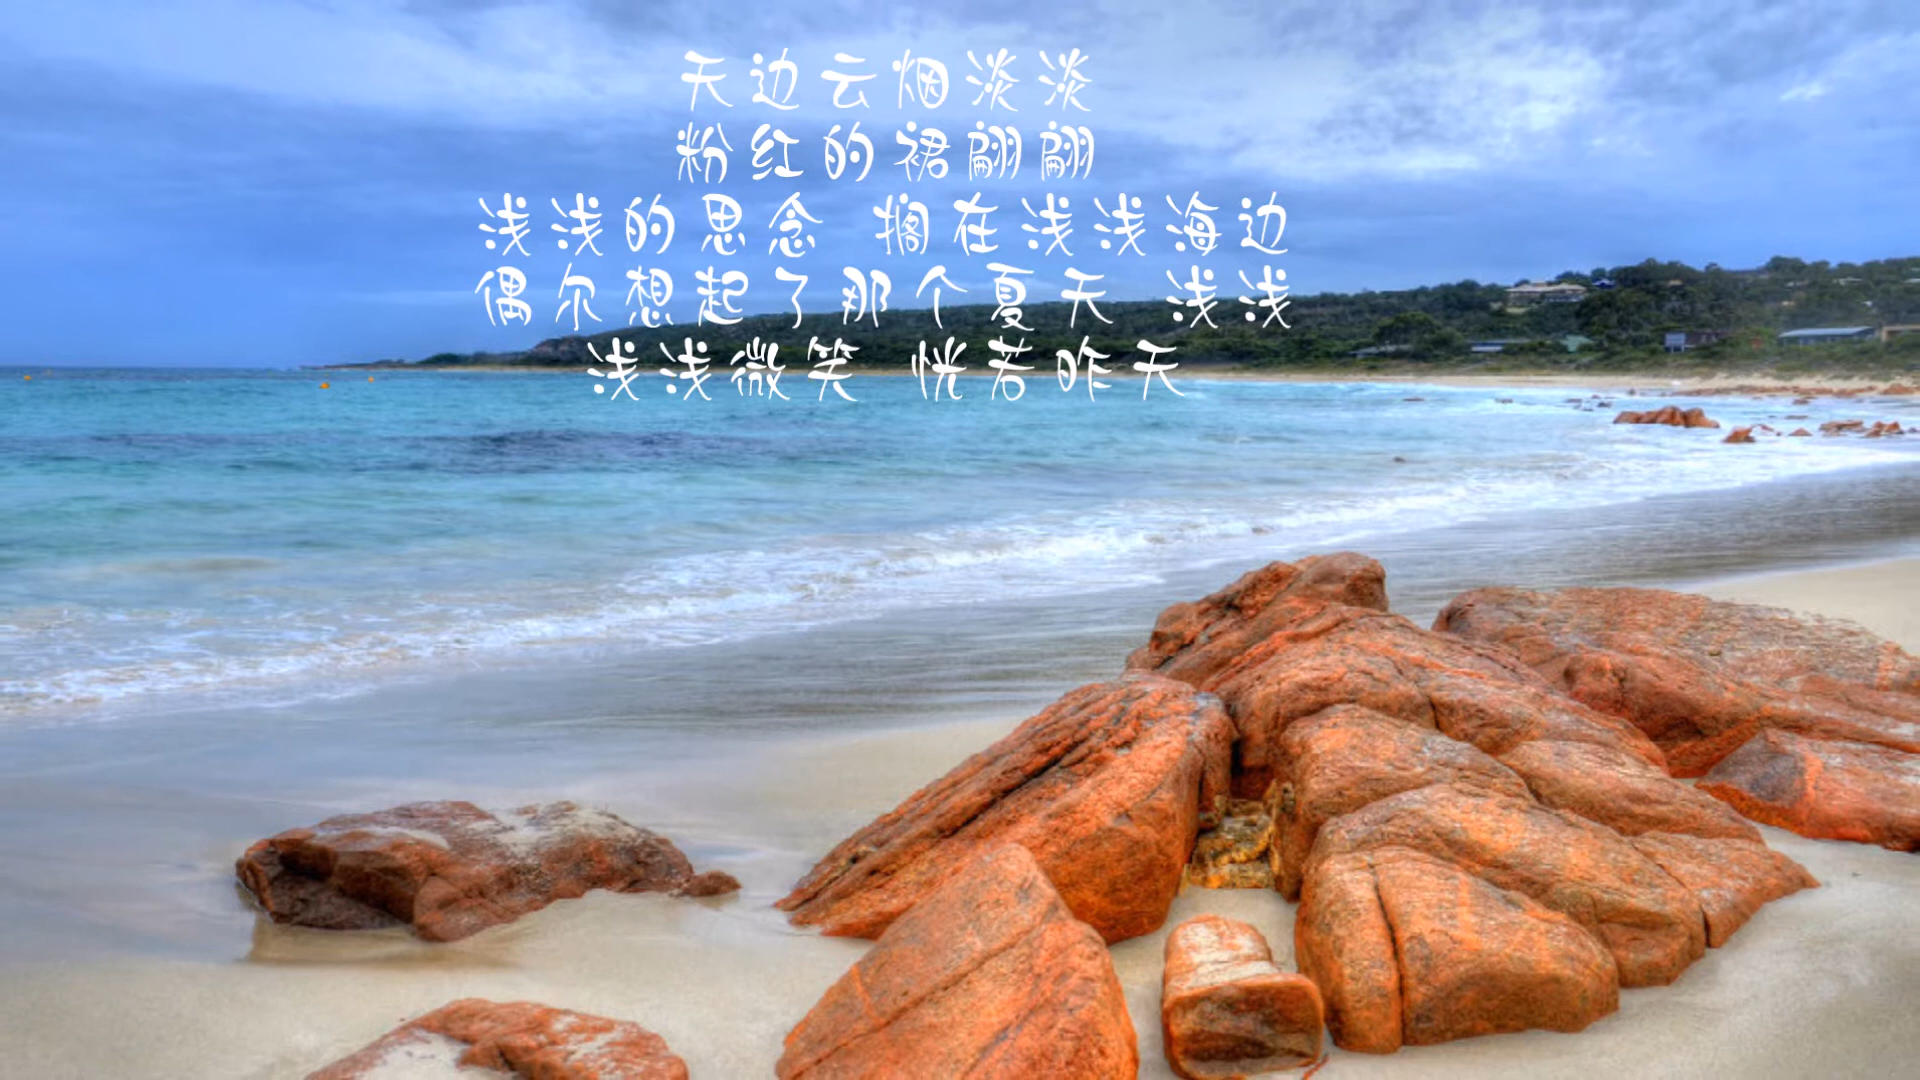 天边云烟淡淡
粉红的裙翩翩
浅浅的思念 搁在浅浅海边
偶尔想起了那个夏天 浅浅
浅浅微笑 恍若昨天